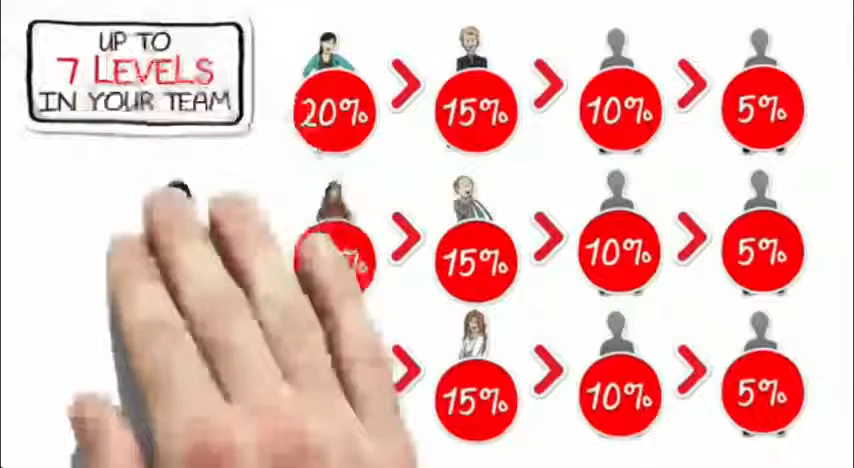 UP TO
7 LEVELS
IN YOUR TEAM
20% 15% 10% 5%
% 15% 10% 5%
15% 10% 5%